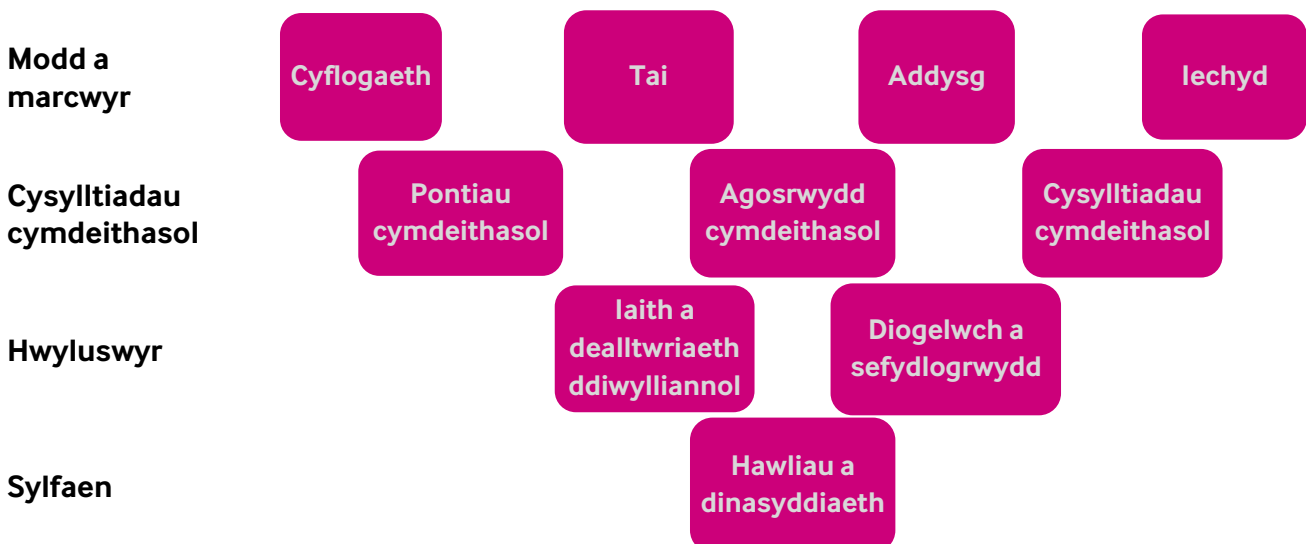 Modd a
marcwyr
Cyflogaeth
Tai
Addysg
Iechyd
Cysylltiadau
cymdeithasol
Pontiau
cymdeithasol
Agosrwydd
cymdeithasol
Cysylltiadau
cymdeithasol
Hwyluswyr
Iaith a
dealltwriaeth
ddiwylliannol
Diogelwch a
sefydlogrwydd
Sylfaen
Hawliau a
dinasyddiaeth